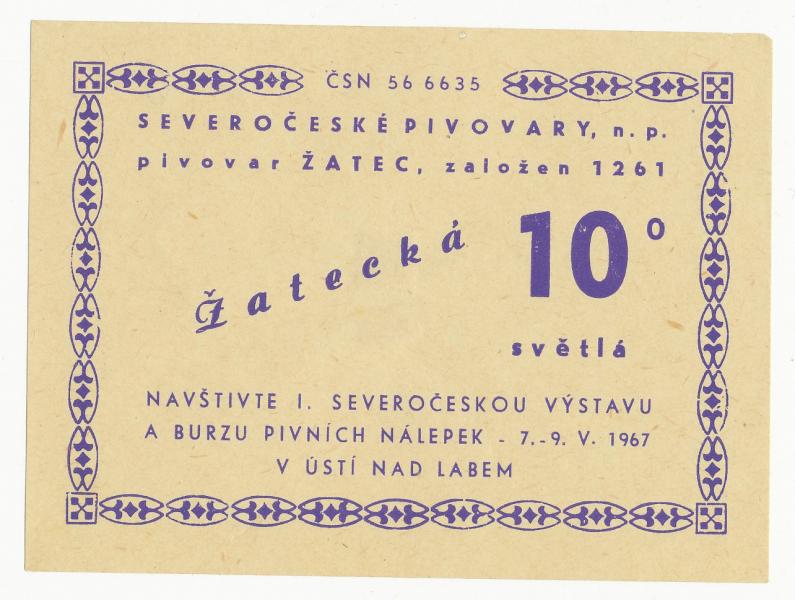 ČSN 56 6635
SEVEROČESKÉ PIVOVARY, n. p.
pivovar ŽATEC, založen 1261
Žatecká 10°
světlá
NAVŠTIVTE I. SEVEROČESKOU VÝSTAVU
A BURZU PIVNÍCH NÁLEPEK - 7.-9. V. 1967
V ÚSTÍ NAD LABEM